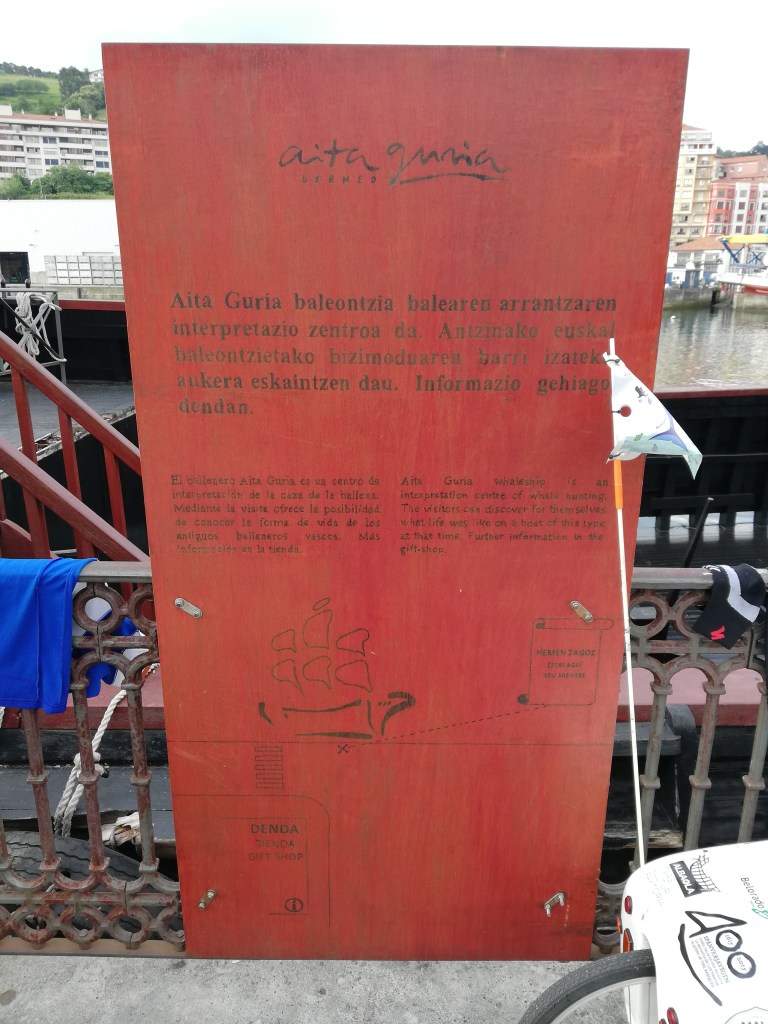 aita guria
BERMEO
Aita Guria baleontzia balearen arrantzaren
interpretazio zentroa da. Antzinako euskal
baleontzietako bizimoduaren barri izateko
aukera eskaintzen dau. Informazio gehiago
dendan.
El ballenero Aita Guria es un centro de
interpretación de la caza de la ballena.
Mediante la visita ofrece la posibilidad
de conocer la forma de vida de los
antiguos balleneros vascos. Más
información en la tienda.
Aita Guria whaleship is an
interpretation centre of whale hunting.
The visitors can discover for themselves
what life was like on a boat of this type
at that time. Further information in the
gift-shop.
HEMEN ZAGOZ
ESTÁS AQUÍ
YOU ARE HERE
DENDA
TIENDA
GIFT SHOP
i
ALBAOLA
Belorado
400